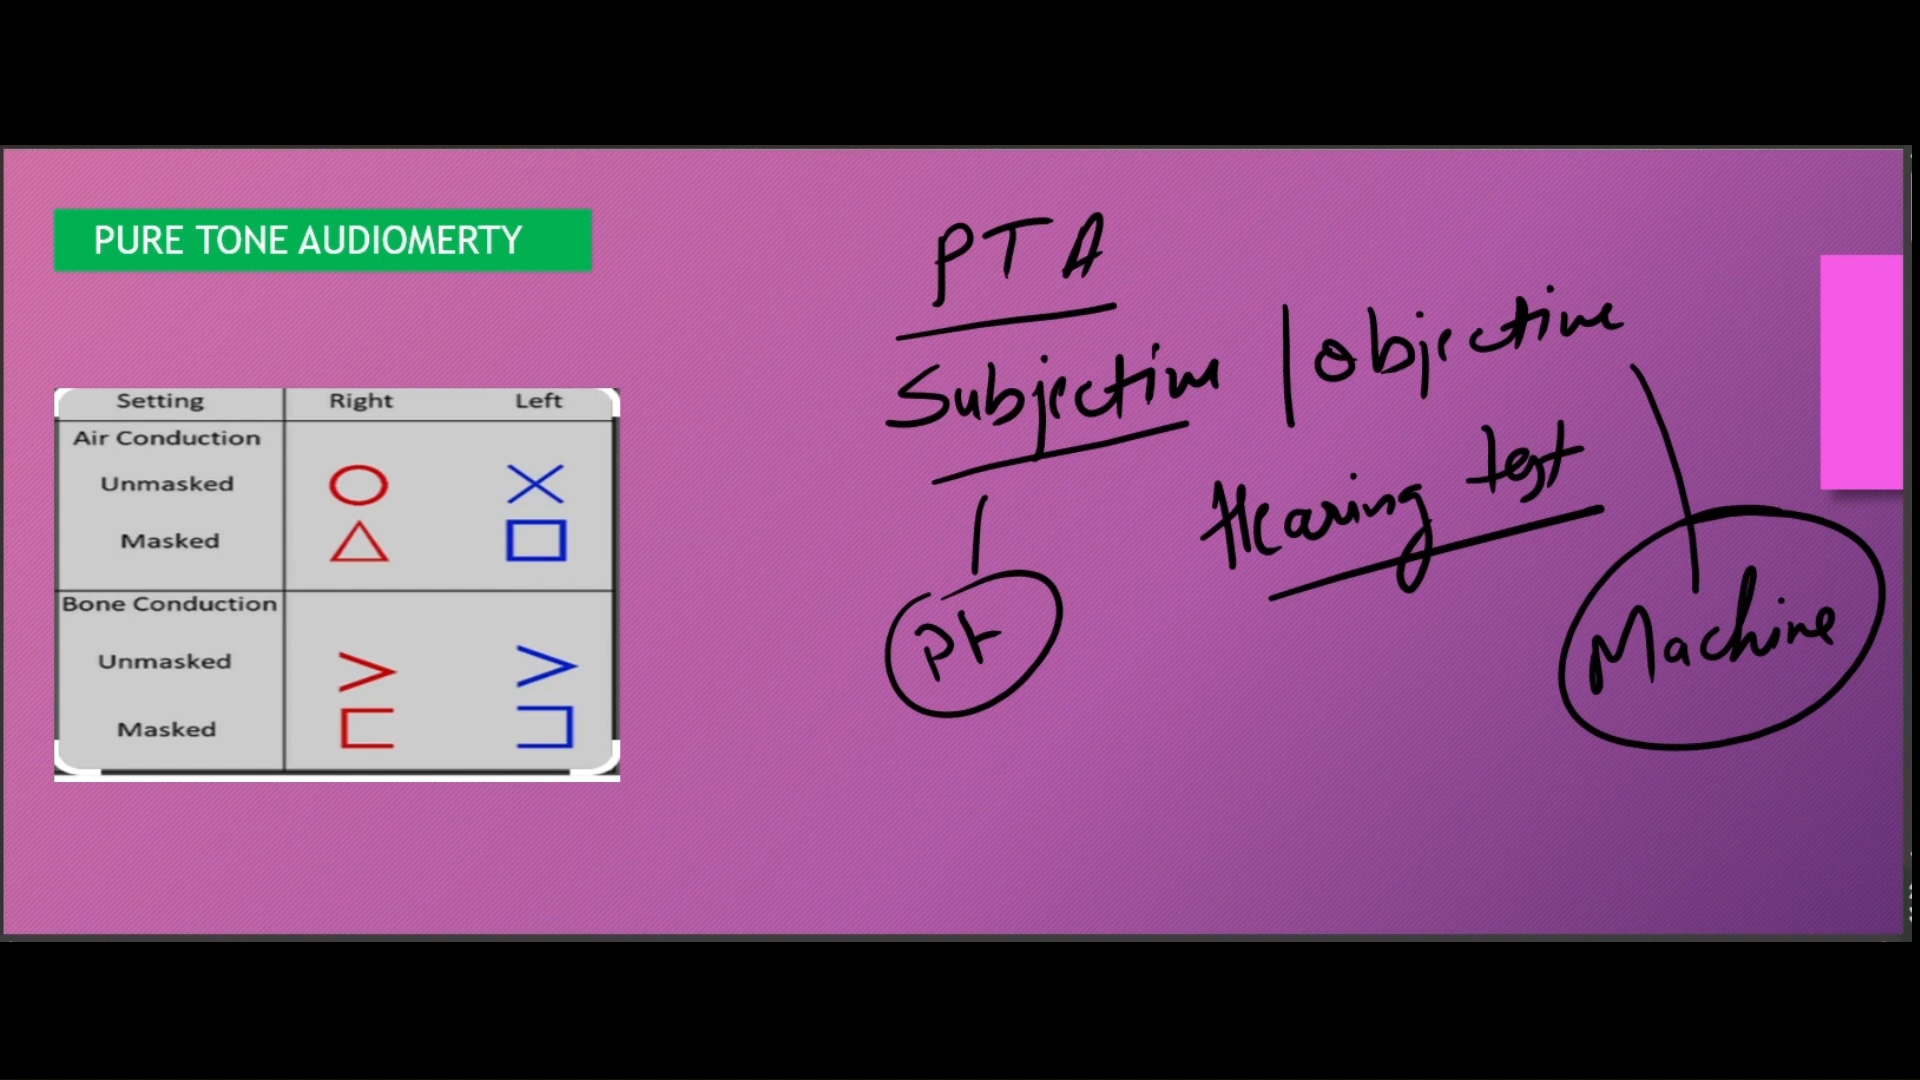 PURE TONE AUDIOMERTY
Setting Right Left
Air Conduction
Unmasked
Masked
Bone Conduction
Unmasked
Masked
PTA
Subjective | Objective
Hearing test
Pt
Machine